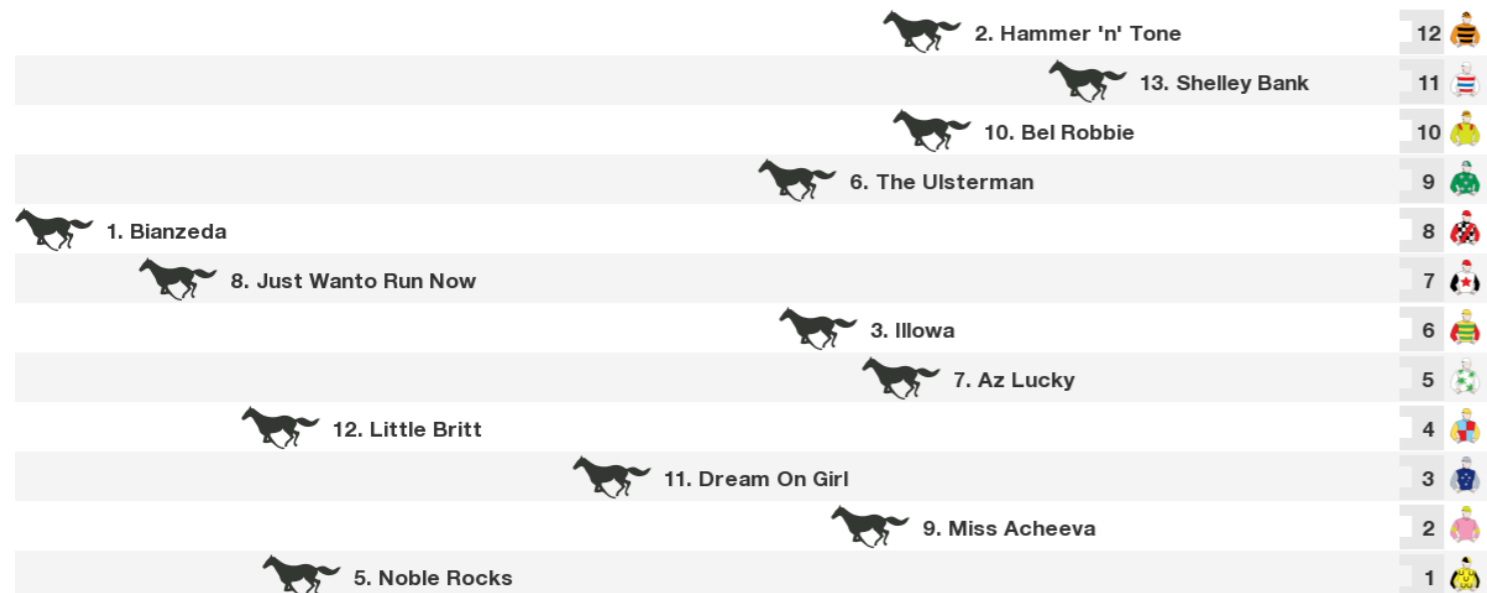 2. Hammer 'n' Tone 12
13. Shelley Bank 11
10. Bel Robbie 10
6. The Ulsterman 9
1. Bianzeda 8
8. Just Wanto Run Now 7
3. Illowa 6
7. Az Lucky 5
12. Little Britt 4
11. Dream On Girl 3
9. Miss Acheeva 2
5. Noble Rocks 1